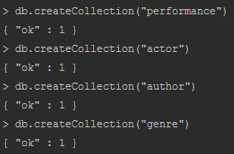 > db.createCollection("performance")
{ "ok" : 1 }
> db.createCollection("actor")
{ "ok" : 1 }
> db.createCollection("author")
{ "ok" : 1 }
> db.createCollection("genre")
{ "ok" : 1 }